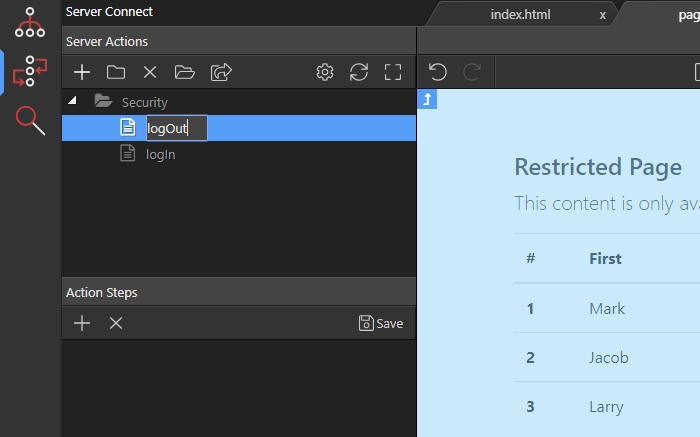 Server Connect
index.html x pag
Server Actions
Security
logOut
logIn
Restricted Page
This content is only ava
# First
1 Mark
2 Jacob
3 Larry
Action Steps
Save